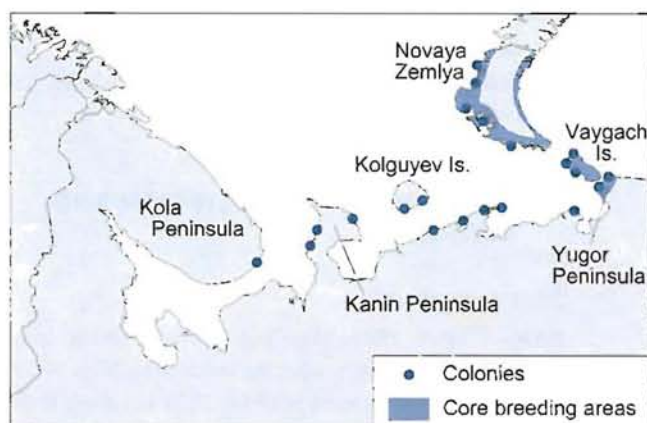 Novaya
Zemlya
Vaygach
Is.
Kolguyev Is.
Kola
Peninsula
Yugor
Peninsula
Kanin Peninsula
Colonies
Core breeding areas